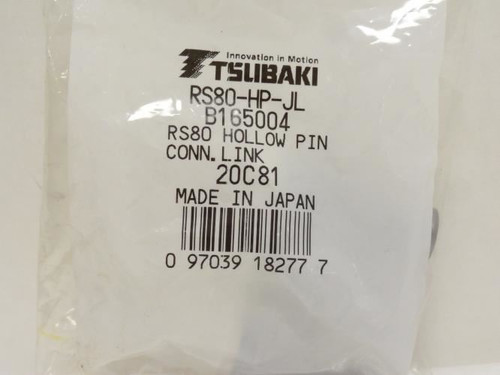 Innovation in Motion
TSUBAKI
RS80-HP-JL
B165004
RS80 HOLLOW PIN
CONN.LINK
20C81
MADE IN JAPAN
0 97039 18277 7